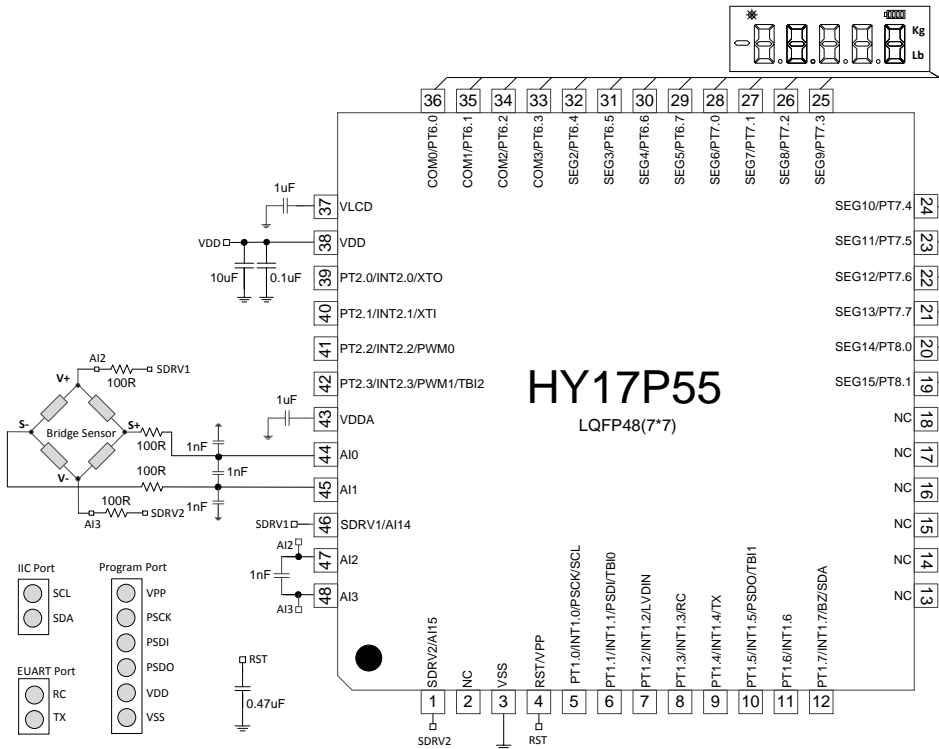 Kg
Lb
36
35
34
33
32
31
30
29
28
27
26
25
COM0/PT6.0
COM1/PT6.1
COM2/PT6.2
COM3/PT6.3
SEG2/PT6.4
SEG3/PT6.5
SEG4/PT6.6
SEG5/PT6.7
SEG6/PT7.0
SEG7/PT7.1
SEG8/PT7.2
SEG9/PT7.3
1uF
37
VLCD
VDD
38
VDD
10uF
0.1uF
39
PT2.0/INT2.0/XTO
40
PT2.1/INT2.1/XTI
41
PT2.2/INT2.2/PWM0
42
PT2.3/INT2.3/PWM1/TBI2
1uF
43
VDDA
44
AI0
45
AI1
SDRV1
46
SDRV1/AI14
AI2
47
AI2
1nF
48
AI3
AI3
AI2
SDRV1
100R
V+
S-
Bridge Sensor
S+
100R
1nF
1nF
100R
V-
100R
1nF
AI3
SDRV2
HY17P55
LQFP48(7*7)
SEG10/PT7.4
24
SEG11/PT7.5
23
SEG12/PT7.6
22
SEG13/PT7.7
21
SEG14/PT8.0
20
SEG15/PT8.1
19
NC
18
NC
17
NC
16
NC
15
NC
14
NC
13
IIC Port
SCL
SDA
EUART Port
RC
TX
Program Port
VPP
PSCK
PSDI
PSDO
VDD
VSS
RST
0.47uF
SDRV2/AI15
NC
VSS
RST/VPP
PT1.0/INT1.0/PSCK/SCL
PT1.1/INT1.1/PSDI/TBI0
PT1.2/INT1.2/LVDIN
PT1.3/INT1.3/RC
PT1.4/INT1.4/TX
PT1.5/INT1.5/PSDO/TBI1
PT1.6/INT1.6
PT1.7/INT1.7/BZ/SDA
1
2
3
4
5
6
7
8
9
10
11
12
SDRV2
RST